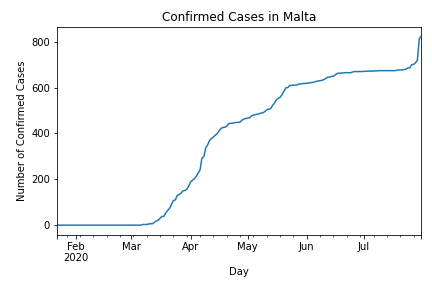 Confirmed Cases in Malta
Number of Confirmed Cases
800
600
400
200
0
Feb Mar Apr May Jun Jul
2020
Day